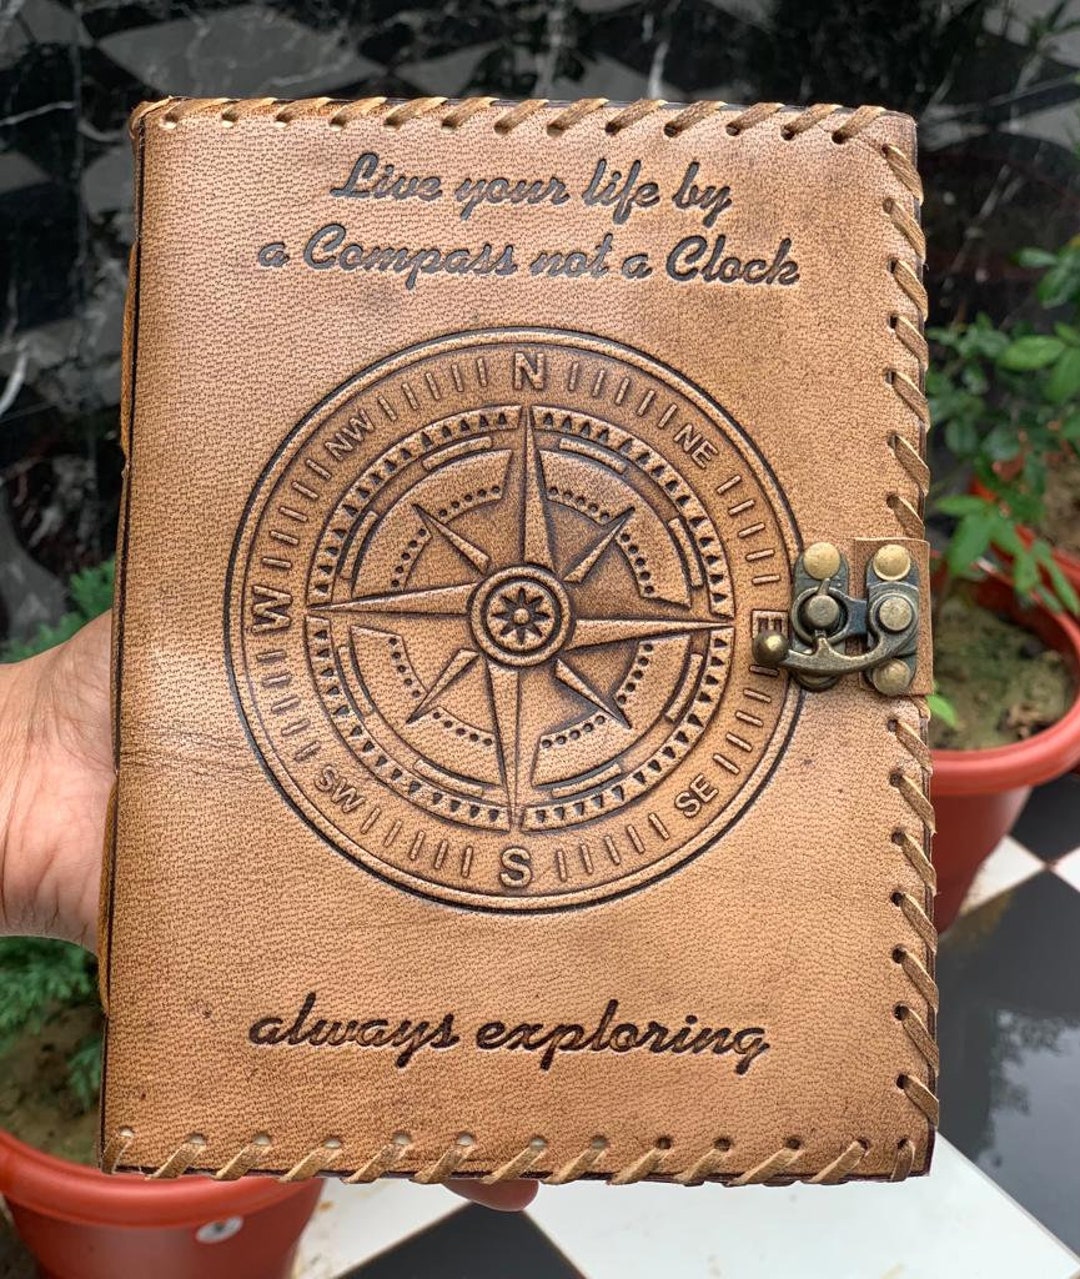 Live your life by
a Compass not a Clock
N
NW
NE
W
E
SW
SE
S
always exploring